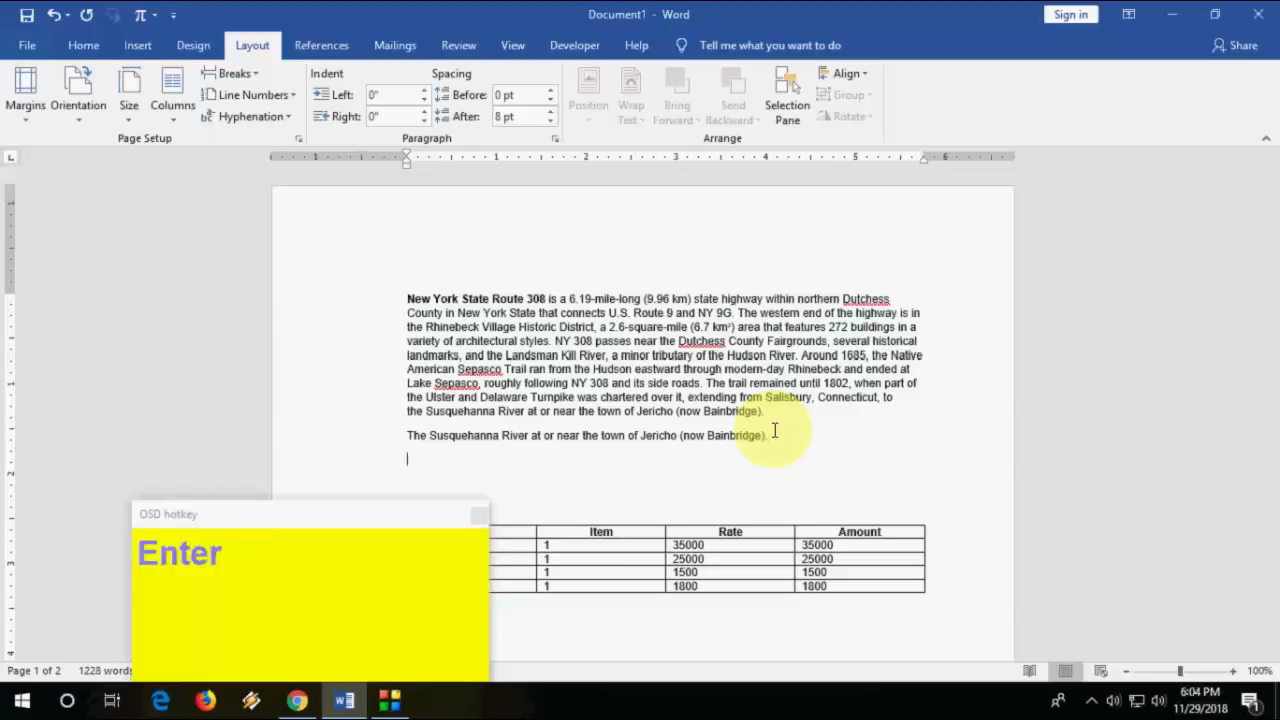 Document1 - Word
Sign in
File Home Insert Design Layout References Mailings Review View Developer Help Tell me what you want to do Share
Margins
Orientation
Size
Columns
Breaks
Line Numbers
Hyphenation
Page Setup
Indent
Left: 0"
Right: 0"
Spacing
Before: 0 pt
After: 8 pt
Paragraph
Position
Wrap Text
Bring Forward
Send Backward
Selection Pane
Align
Group
Rotate
Arrange
1 1 2 3 4 5 6
New York State Route 308 is a 6.19-mile-long (9.96 km) state highway within northern Dutchess
County in New York State that connects U.S. Route 9 and NY 9G. The western end of the highway is in
the Rhinebeck Village Historic District, a 2.6-square-mile (6.7 km²) area that features 272 buildings in a
variety of architectural styles. NY 308 passes near the Dutchess County Fairgrounds, several historical
landmarks, and the Landsman Kill River, a minor tributary of the Hudson River. Around 1685, the Native
American Sepasco Trail ran from the Hudson eastward through modern-day Rhinebeck and ended at
Lake Sepasco, roughly following NY 308 and its side roads. The trail remained until 1802, when part of
the Ulster and Delaware Turnpike was chartered over it, extending from Salisbury, Connecticut, to
the Susquehanna River at or near the town of Jericho (now Bainbridge).
The Susquehanna River at or near the town of Jericho (now Bainbridge).
OSD hotkey
Enter
Item Rate Amount
1 35000 35000
1 25000 25000
1 1500 1500
1 1800 1800
Page 1 of 2 1228 words
100%
6:04 PM
11/29/2018